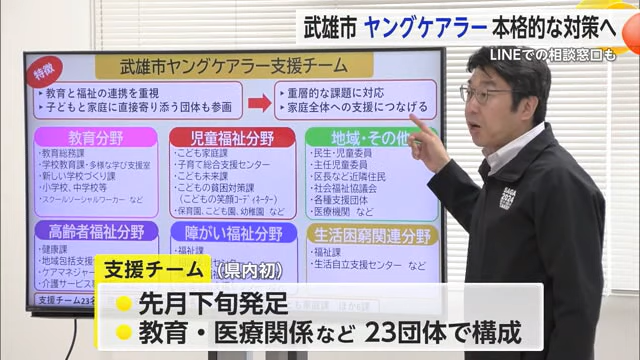 武雄市 ヤングケアラー 本格的な対策へ
LINEでの相談窓口も
特徴
武雄市ヤングケアラー支援チーム
・教育と福祉の連携を重視
・子どもと家庭に直接寄り添う団体も参画
・重層的な課題に対応
・家庭全体への支援につなげる
教育分野
・教育総務課
・学校教育課・多様な学び支援室
・新しい学校づくり課
・小学校、中学校等
・スクールソーシャルワーカー など
児童福祉分野
・こども家庭課
・子育て総合支援センター
・こども未来課
・こどもの貧困対策課
(こどもの笑顔コーディネーター)
・保育園、こども園、幼稚園 など
地域・その他
・民生・児童委員
・主任児童委員
・区長など近隣住民
・社会福祉協議会
・各種支援団体
・医療機関 など
高齢者福祉分野
・健康課
・地域包括支援
・ケアマネジャー
・介護サービス事
障がい福祉分野
・福祉課
生活困窮関連分野
・福祉課
・生活自立支援センター など
支援チーム23名
SAGA
2024
支援チーム(県内初)
先月下旬発足
教育・医療関係など 23団体で構成